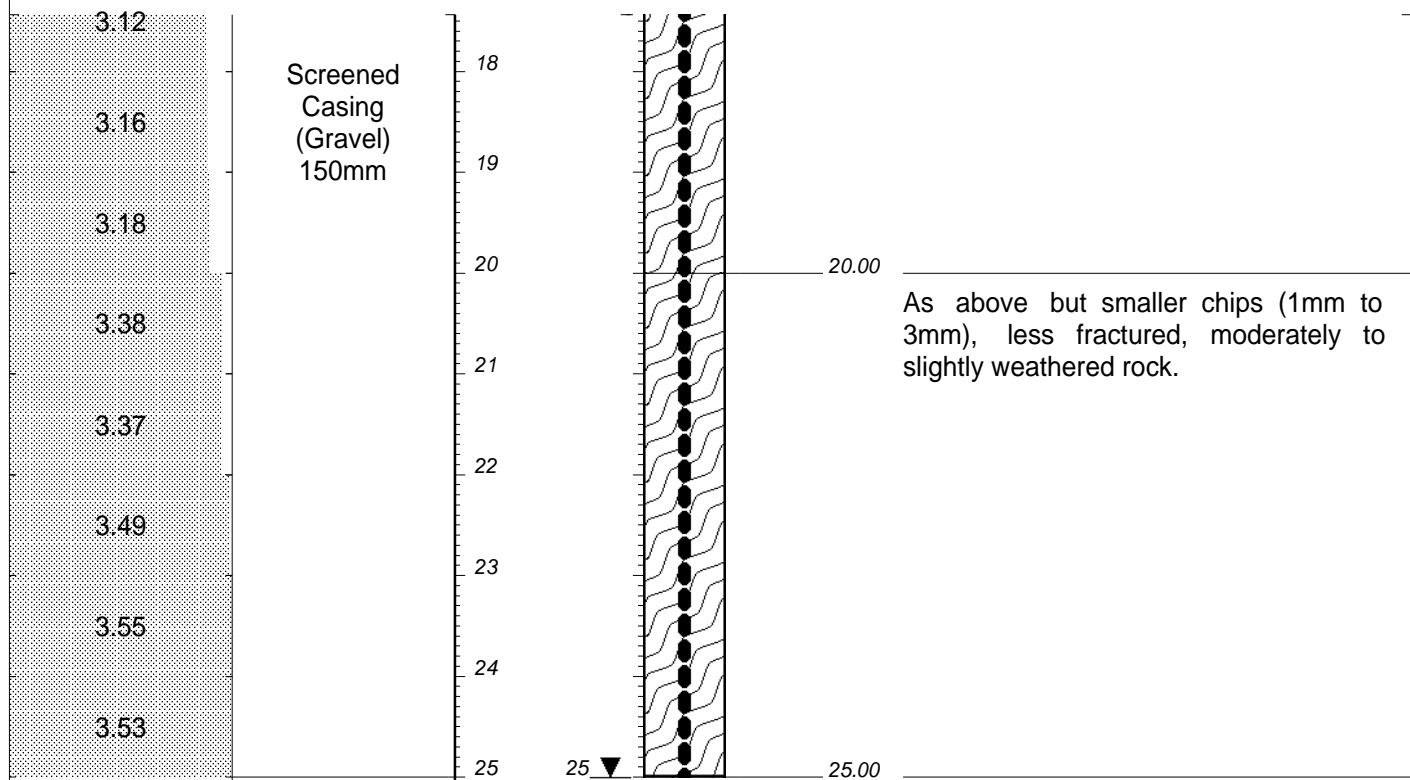 3.12
18
Screened
Casing
(Gravel)
150mm
3.16
19
3.18
20
20.00
As above but smaller chips (1mm to
3mm), less fractured, moderately to
slightly weathered rock.
3.38
21
3.37
22
3.49
23
3.55
24
3.53
25
25
25.00